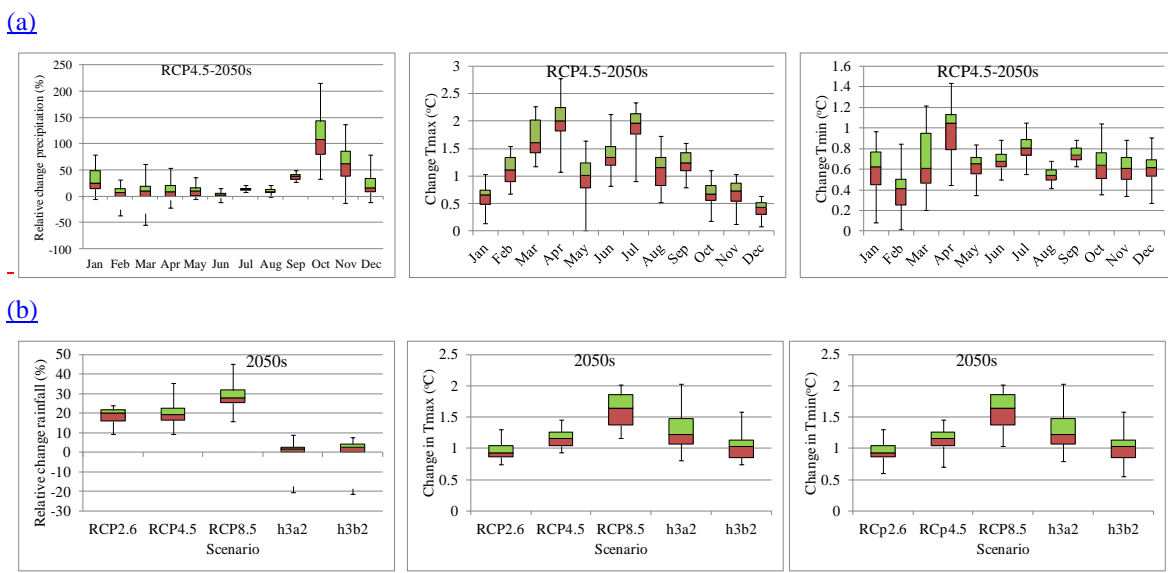 (a)
RCP4.5-2050s
Relative change precipitation (%)
250
200
150
100
50
0
-50
-100
Jan Feb Mar Apr May Jun Jul Aug Sep Oct Nov Dec
RCP4.5-2050s
Change Tmax (°C)
3
2.5
2
1.5
1
0.5
0
Jan Feb Mar Apr May Jun Jul Aug Sep Oct Nov Dec
RCP4.5-2050s
Change Tmin (°C)
1.6
1.4
1.2
1
0.8
0.6
0.4
0.2
0
Jan Feb Mar Apr May Jun Jul Aug Sep Oct Nov Dec
(b)
2050s
Relative change rainfall (%)
50
40
30
20
10
0
-10
-20
-30
RCP2.6 RCP4.5 RCP8.5 h3a2 h3b2
Scenario
2050s
Change in Tmax (°C)
2.5
2
1.5
1
0.5
0
RCP2.6 RCP4.5 RCP8.5 h3a2 h3b2
Scenario
2050s
Change in Tmin(°C)
2.5
2
1.5
1
0.5
0
RCp2.6 RCp4.5 RCP8.5 h3a2 h3b2
Scenario